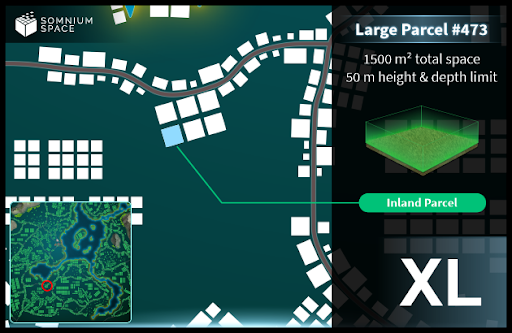 SOMNIUM
SPACE
Large Parcel #473
1500 m² total space
50 m height & depth limit
Inland Parcel
XL